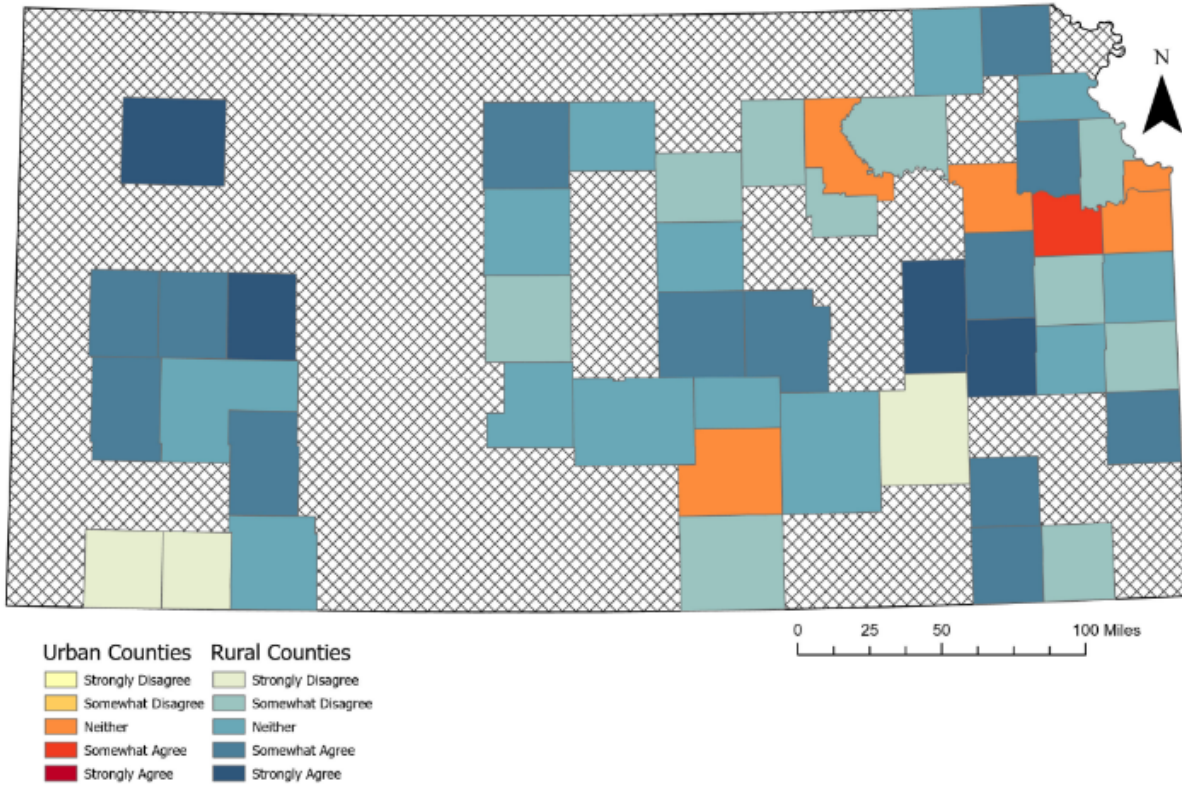 N
0 25 50 100 Miles
Urban Counties Rural Counties
Strongly Disagree Strongly Disagree
Somewhat Disagree Somewhat Disagree
Neither Neither
Somewhat Agree Somewhat Agree
Strongly Agree Strongly Agree